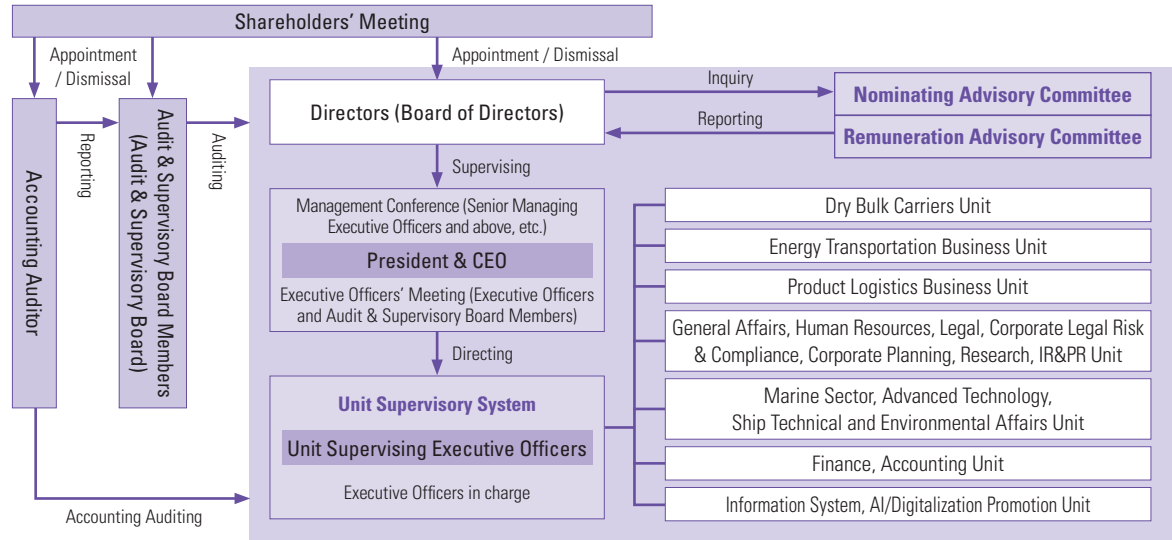 Shareholders’ Meeting
Appointment
/ Dismissal
Appointment / Dismissal
Accounting Auditor
Reporting
Audit & Supervisory Board Members
(Audit & Supervisory Board)
Auditing
Directors (Board of Directors)
Inquiry
Reporting
Nominating Advisory Committee
Remuneration Advisory Committee
Supervising
Management Conference (Senior Managing
Executive Officers and above, etc.)
President & CEO
Executive Officers’ Meeting (Executive Officers
and Audit & Supervisory Board Members)
Directing
Unit Supervisory System
Unit Supervising Executive Officers
Executive Officers in charge
Dry Bulk Carriers Unit
Energy Transportation Business Unit
Product Logistics Business Unit
General Affairs, Human Resources, Legal, Corporate Legal Risk
& Compliance, Corporate Planning, Research, IR&PR Unit
Marine Sector, Advanced Technology,
Ship Technical and Environmental Affairs Unit
Finance, Accounting Unit
Information System, AI/Digitalization Promotion Unit
Accounting Auditing